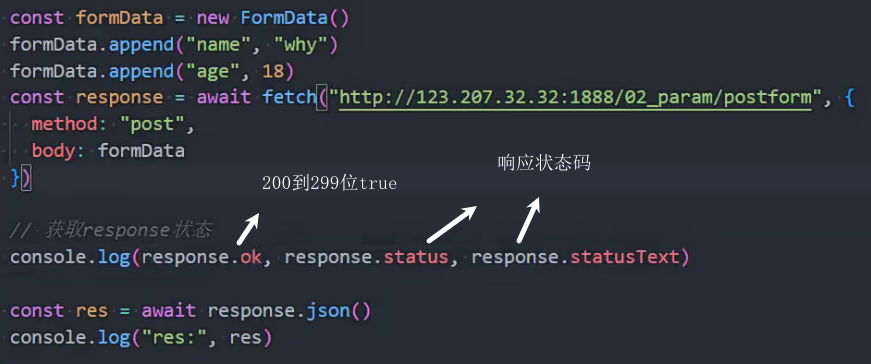 const formData = new FormData()
formData.append("name", "why")
formData.append("age", 18)
const response = await fetch("http://123.207.32.32:1888/02_param/postform", {
  method: "post",
  body: formData
})
响应状态码
200到299位true
// 获取response状态
console.log(response.ok, response.status, response.statusText)
const res = await response.json()
console.log("res:", res)